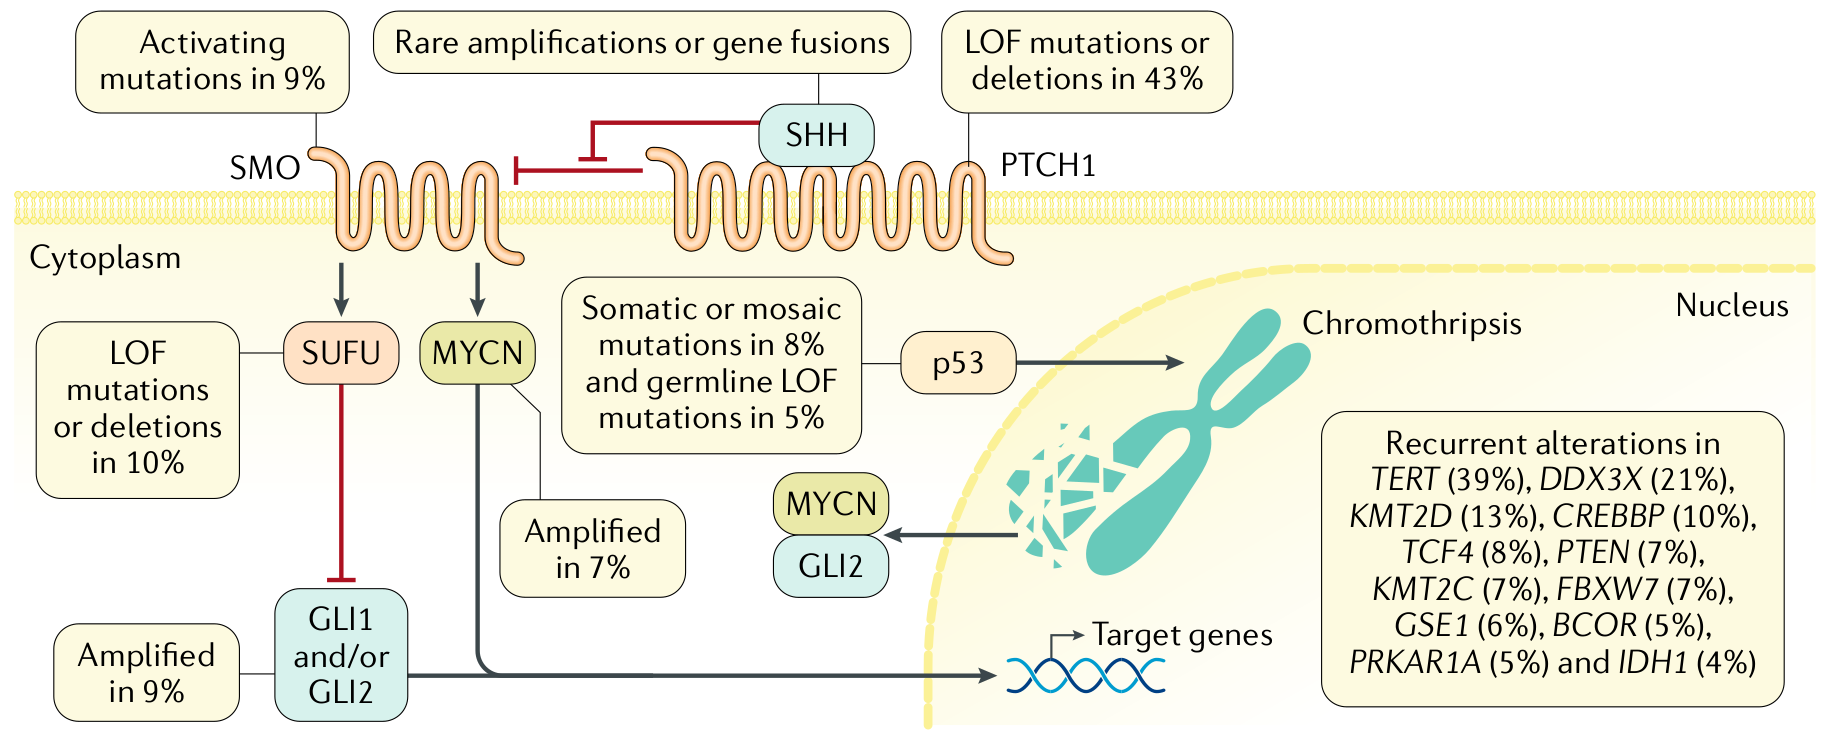 Activating
mutations in 9%
Rare amplifications or gene fusions
LOF mutations or
deletions in 43%
SHH
SMO
PTCH1
Cytoplasm
Nucleus
Somatic or mosaic
mutations in 8%
and germline LOF
mutations in 5%
Chromothripsis
LOF
mutations
or deletions
in 10%
SUFU
MYCN
p53
Recurrent alterations in
TERT (39%), DDX3X (21%),
KMT2D (13%), CREBBP (10%),
TCF4 (8%), PTEN (7%),
KMT2C (7%), FBXW7 (7%),
GSE1 (6%), BCOR (5%),
PRKAR1A (5%) and IDH1 (4%)
MYCN
GLI2
Amplified
in 7%
GLI1
and/or
GLI2
Amplified
in 9%
Target genes